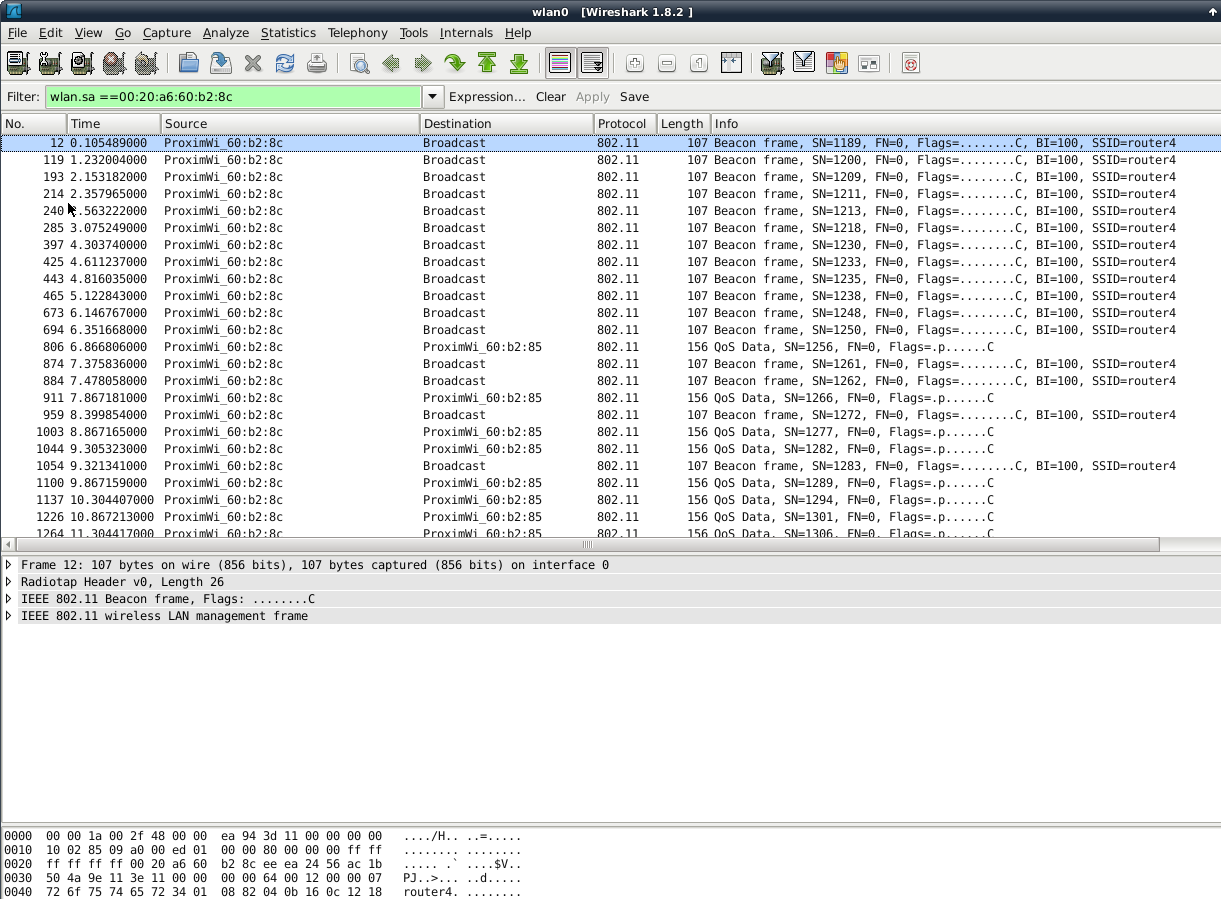 wlan0 [Wireshark 1.8.2 ]
File Edit View Go Capture Analyze Statistics Telephony Tools Internals Help
Filter: wlan.sa ==00:20:a6:60:b2:8c Expression... Clear Apply Save
No. Time Source Destination Protocol Length Info
12 0.105489000 ProximWi_60:b2:8c Broadcast 802.11 107 Beacon frame, SN=1189, FN=0, Flags=........C, BI=100, SSID=router4
119 1.232004000 ProximWi_60:b2:8c Broadcast 802.11 107 Beacon frame, SN=1200, FN=0, Flags=........C, BI=100, SSID=router4
193 2.153182000 ProximWi_60:b2:8c Broadcast 802.11 107 Beacon frame, SN=1209, FN=0, Flags=........C, BI=100, SSID=router4
214 2.357965000 ProximWi_60:b2:8c Broadcast 802.11 107 Beacon frame, SN=1211, FN=0, Flags=........C, BI=100, SSID=router4
240 .563222000 ProximWi_60:b2:8c Broadcast 802.11 107 Beacon frame, SN=1213, FN=0, Flags=........C, BI=100, SSID=router4
285 3.075249000 ProximWi_60:b2:8c Broadcast 802.11 107 Beacon frame, SN=1218, FN=0, Flags=........C, BI=100, SSID=router4
397 4.303740000 ProximWi_60:b2:8c Broadcast 802.11 107 Beacon frame, SN=1230, FN=0, Flags=........C, BI=100, SSID=router4
425 4.611237000 ProximWi_60:b2:8c Broadcast 802.11 107 Beacon frame, SN=1233, FN=0, Flags=........C, BI=100, SSID=router4
443 4.816035000 ProximWi_60:b2:8c Broadcast 802.11 107 Beacon frame, SN=1235, FN=0, Flags=........C, BI=100, SSID=router4
465 5.122843000 ProximWi_60:b2:8c Broadcast 802.11 107 Beacon frame, SN=1238, FN=0, Flags=........C, BI=100, SSID=router4
673 6.146767000 ProximWi_60:b2:8c Broadcast 802.11 107 Beacon frame, SN=1248, FN=0, Flags=........C, BI=100, SSID=router4
694 6.351668000 ProximWi_60:b2:8c Broadcast 802.11 107 Beacon frame, SN=1250, FN=0, Flags=........C, BI=100, SSID=router4
806 6.866806000 ProximWi_60:b2:8c ProximWi_60:b2:85 802.11 156 QoS Data, SN=1256, FN=0, Flags=.p......C
874 7.375836000 ProximWi_60:b2:8c Broadcast 802.11 107 Beacon frame, SN=1261, FN=0, Flags=........C, BI=100, SSID=router4
884 7.478058000 ProximWi_60:b2:8c Broadcast 802.11 107 Beacon frame, SN=1262, FN=0, Flags=........C, BI=100, SSID=router4
911 7.867181000 ProximWi_60:b2:8c ProximWi_60:b2:85 802.11 156 QoS Data, SN=1266, FN=0, Flags=.p......C
959 8.399854000 ProximWi_60:b2:8c Broadcast 802.11 107 Beacon frame, SN=1272, FN=0, Flags=........C, BI=100, SSID=router4
1003 8.867165000 ProximWi_60:b2:8c ProximWi_60:b2:85 802.11 156 QoS Data, SN=1277, FN=0, Flags=.p......C
1044 9.305323000 ProximWi_60:b2:8c ProximWi_60:b2:85 802.11 156 QoS Data, SN=1282, FN=0, Flags=.p......C
1054 9.321341000 ProximWi_60:b2:8c Broadcast 802.11 107 Beacon frame, SN=1283, FN=0, Flags=........C, BI=100, SSID=router4
1100 9.867159000 ProximWi_60:b2:8c ProximWi_60:b2:85 802.11 156 QoS Data, SN=1289, FN=0, Flags=.p......C
1137 10.304407000 ProximWi_60:b2:8c ProximWi_60:b2:85 802.11 156 QoS Data, SN=1294, FN=0, Flags=.p......C
1226 10.867213000 ProximWi_60:b2:8c ProximWi_60:b2:85 802.11 156 QoS Data, SN=1301, FN=0, Flags=.p......C
1264 11.304417000 ProximWi_60:b2:8c ProximWi_60:b2:85 802.11 156 QoS Data, SN=1306, FN=0, Flags=.p......C
Frame 12: 107 bytes on wire (856 bits), 107 bytes captured (856 bits) on interface 0
Radiotap Header v0, Length 26
IEEE 802.11 Beacon frame, Flags: ........C
IEEE 802.11 wireless LAN management frame
0000 00 00 1a 00 2f 48 00 00 ea 94 3d 11 00 00 00 00 ..../H.. ..=.....
0010 10 02 85 09 a0 00 ed 01 00 00 80 00 00 00 ff ff ........ ........
0020 ff ff ff ff 00 20 a6 60 b2 8c ee ea 24 56 ac 1b ..... .` ....$V..
0030 50 4a 9e 11 3e 11 00 00 00 00 64 00 12 00 00 07 PJ..>... ..d.....
0040 72 6f 75 74 65 72 34 01 08 82 04 0b 16 0c 12 18 router4. ........